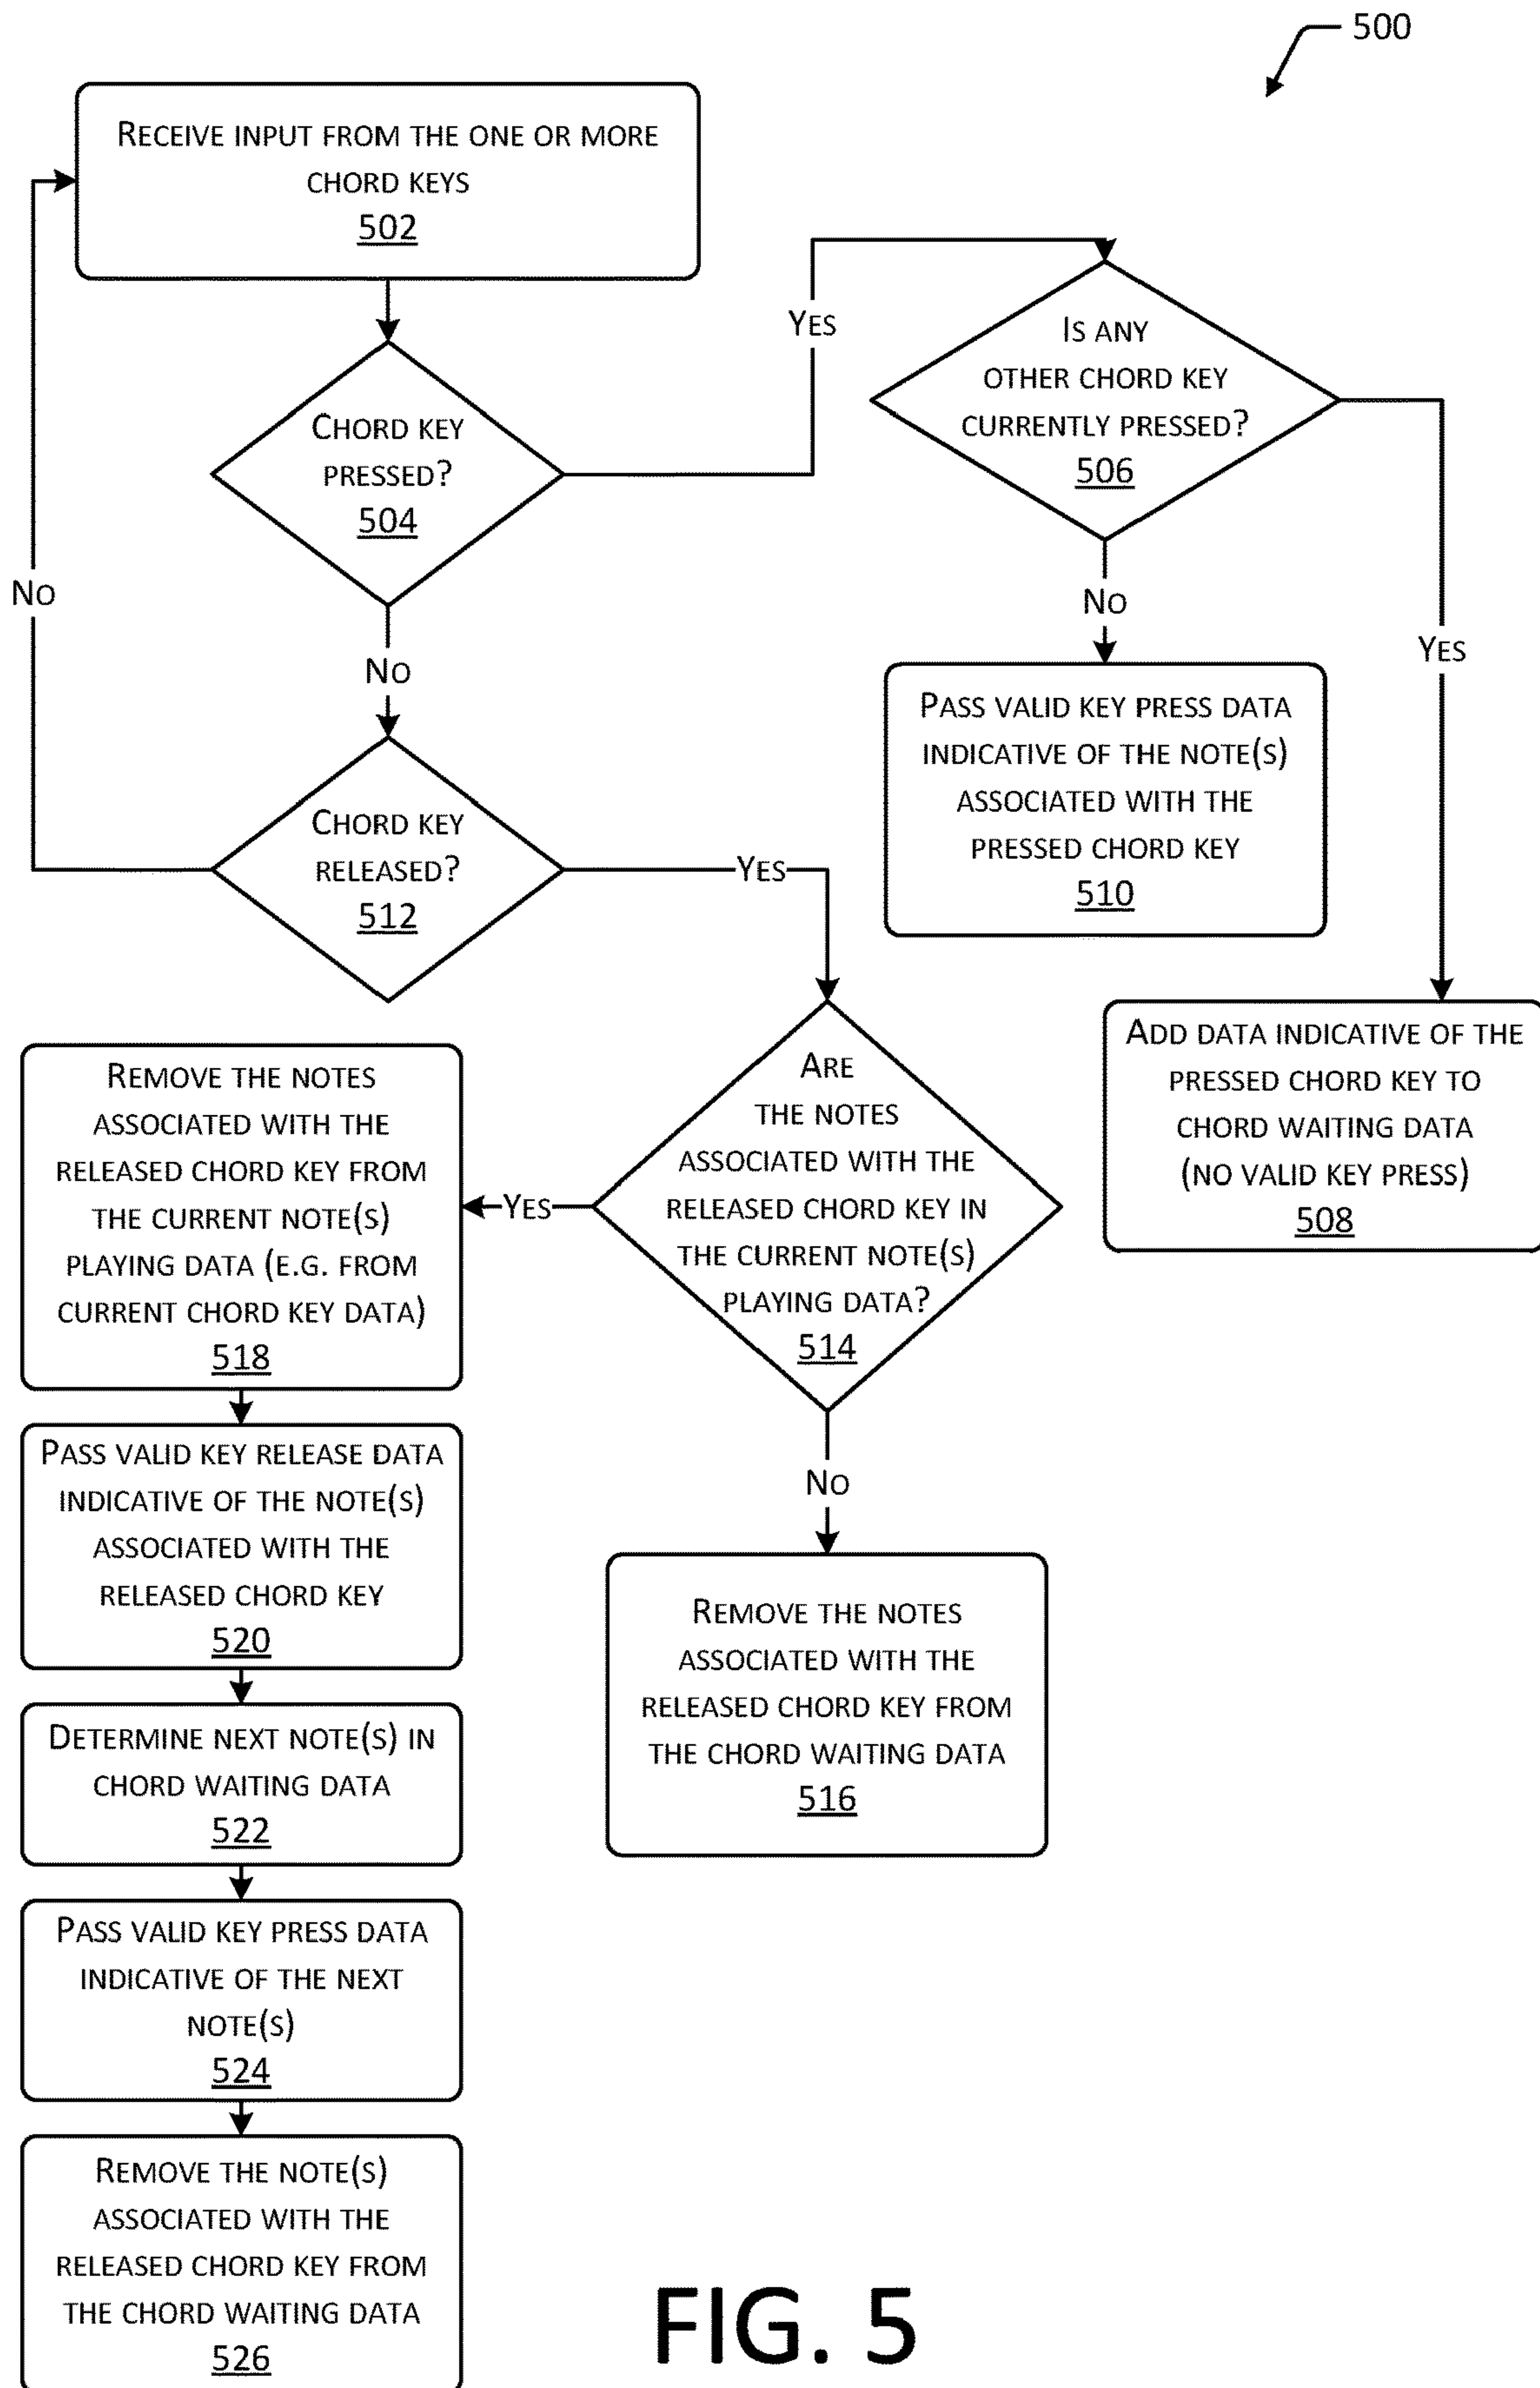 500
Receive input from the one or more
chord keys
502
Chord key
pressed?
504
Yes
Is any
other chord key
currently pressed?
506
No
No
No
Yes
Pass valid key press data
indicative of the note(s)
associated with the
pressed chord key
510
Chord key
released?
512
Yes
Add data indicative of the
pressed chord key to
chord waiting data
(no valid key press)
508
Are
the notes
associated with the
released chord key in
the current note(s)
playing data?
514
Yes
No
Remove the notes
associated with the
released chord key from
the current note(s)
playing data (e.g. from
current chord key data)
518
Pass valid key release data
indicative of the note(s)
associated with the
released chord key
520
Remove the notes
associated with the
released chord key from
the chord waiting data
516
Determine next note(s) in
chord waiting data
522
Pass valid key press data
indicative of the next
note(s)
524
Remove the note(s)
associated with the
released chord key from
the chord waiting data
526
FIG. 5